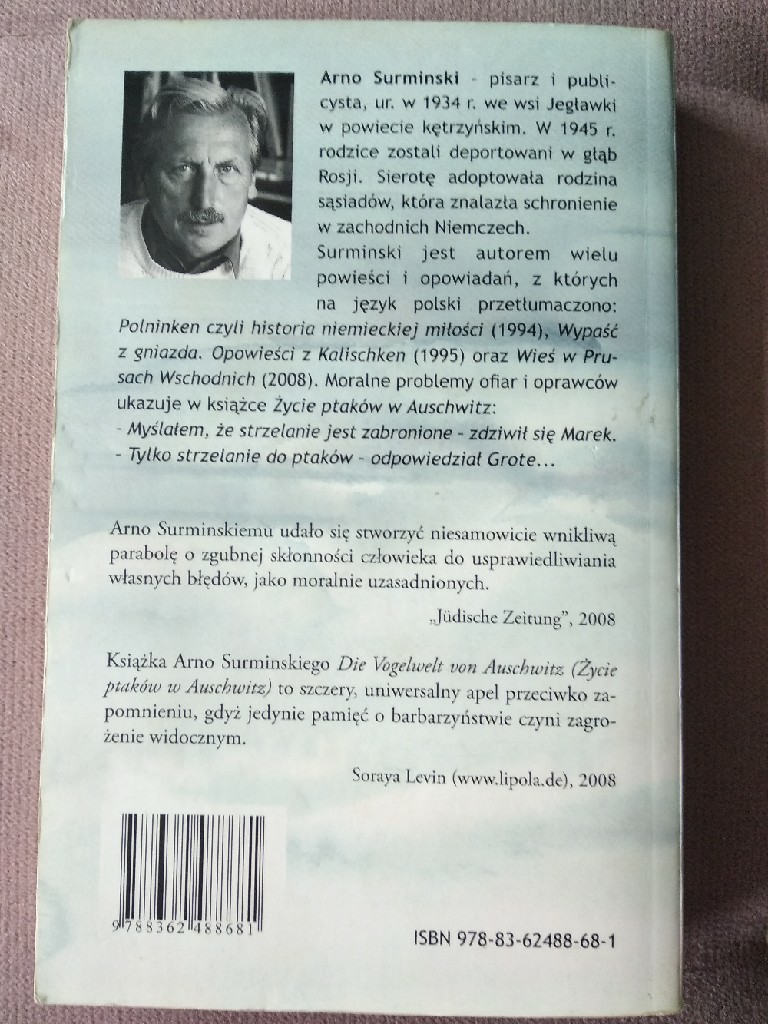 Arno Surminski - pisarz i publi-
cysta, ur. w 1934 r. we wsi Jegławki
w powiecie kętrzyńskim. W 1945 r.
rodzice zostali deportowani w głąb
Rosji. Sierotę adoptowała rodzina
sąsiadów, która znalazła schronienie
w zachodnich Niemczech.
Surminski jest autorem wielu
powieści i opowiadań, z których
na język polski przetłumaczono:
Polninken czyli historia niemieckiej miłości (1994), Wypaść
z gniazda. Opowieści z Kalischken (1995) oraz Wieś w Pru-
sach Wschodnich (2008). Moralne problemy ofiar i oprawców
ukazuje w książce Życie ptaków w Auschwitz:
- Myślałem, że strzelanie jest zabronione - zdziwił się Marek.
- Tylko strzelanie do ptaków - odpowiedział Grote...
Arno Surminskiemu udało się stworzyć niesamowicie wnikliwą
parabolę o zgubnej skłonności człowieka do usprawiedliwiania
własnych błędów, jako moralnie uzasadnionych.
„Jüdische Zeitung”, 2008
Książka Arno Surminskiego Die Vogelwelt von Auschwitz (Życie
ptaków w Auschwitz) to szczery, uniwersalny apel przeciwko za-
pomnieniu, gdyż jedynie pamięć o barbarzyństwie czyni zagro-
żenie widocznym.
Soraya Levin (www.lipola.de), 2008
9 788362 488681
ISBN 978-83-62488-68-1